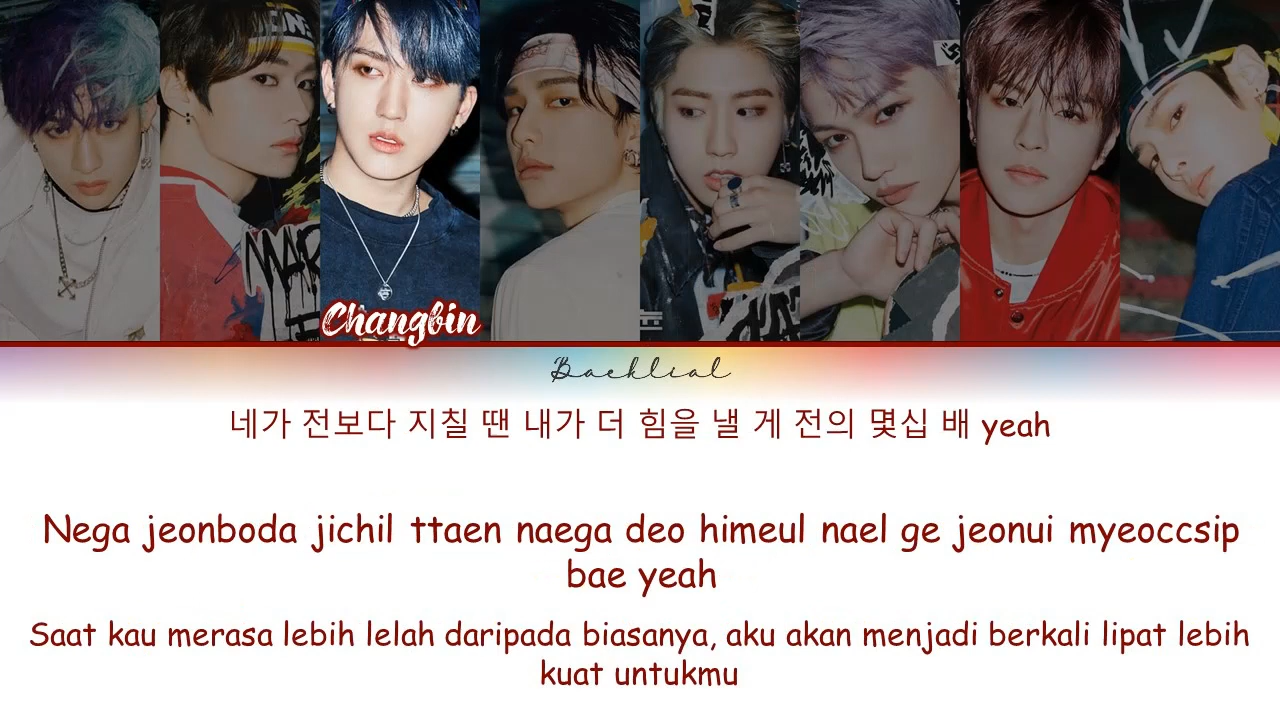 Changbin
Baeklial
네가 전보다 지칠 땐 내가 더 힘을 낼 게 전의 몇십 배 yeah
Nega jeonboda jichil ttaen naega deo himeul nael ge jeonui myeoccsip
bae yeah
Saat kau merasa lebih lelah daripada biasanya, aku akan menjadi berkali lipat lebih
kuat untukmu